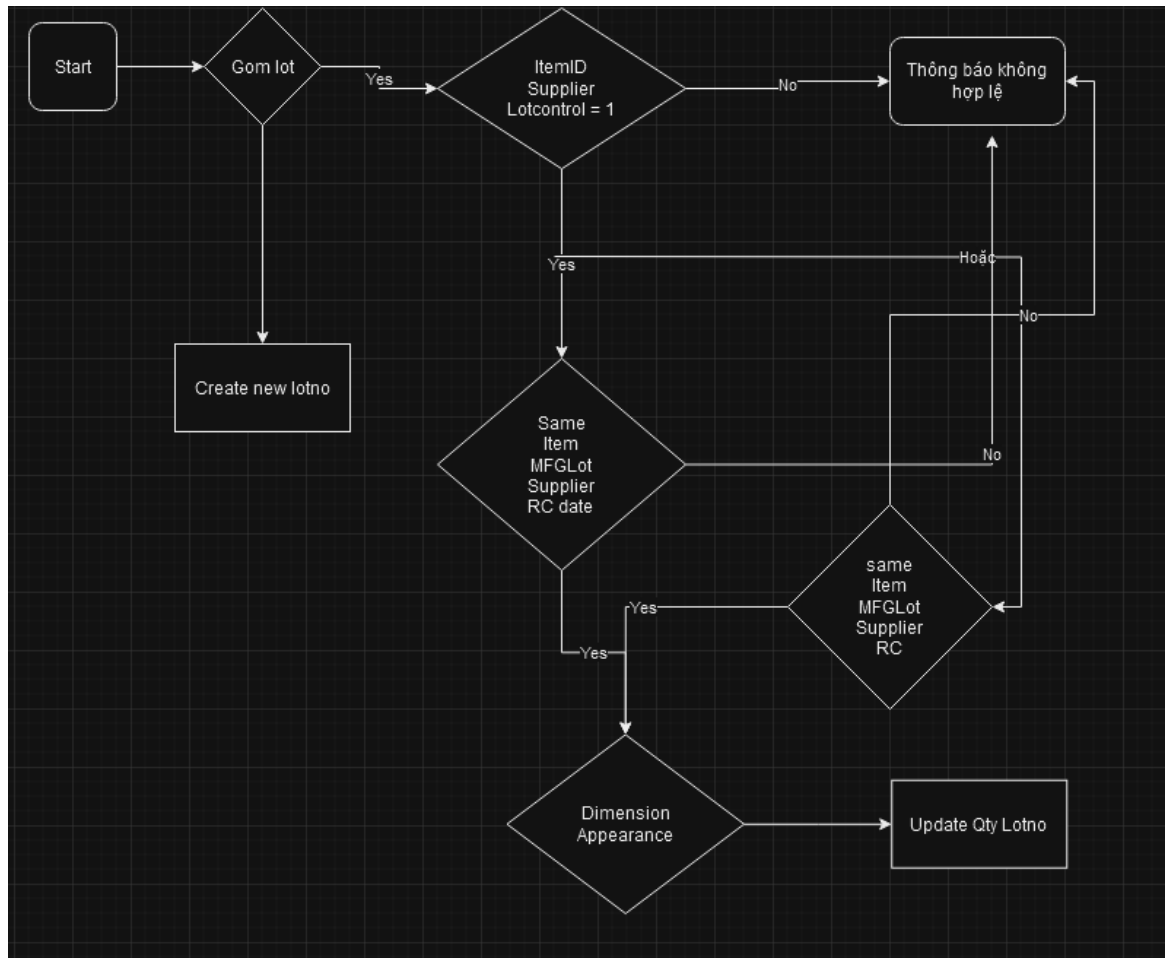 Start
Gom lot
Yes
ItemID
Supplier
Lotcontrol = 1
No
Thông báo không
hợp lệ
Yes
Hoặc
No
Create new lotno
Same
Item
MFGLot
Supplier
RC date
No
same
Item
MFGLot
Supplier
RC
Yes
Yes
Dimension
Appearance
Update Qty Lotno